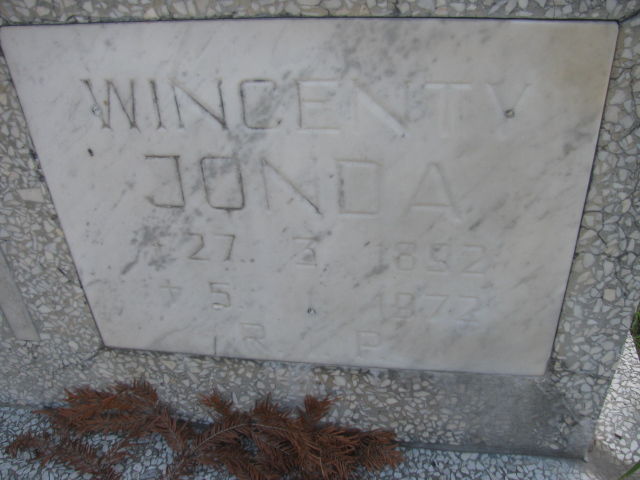 WINCENTY
JONDA
* 27. 3. 1892
+ 5. 1972
R. P.